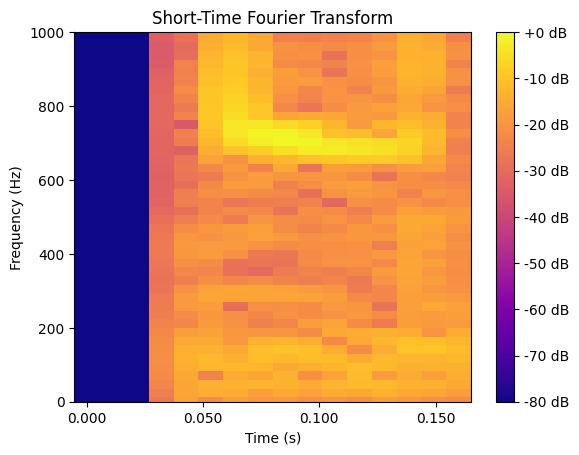 Short-Time Fourier Transform
1000
800
600
400
200
0
Frequency (Hz)
0.000
0.050
0.100
0.150
Time (s)
+0 dB
-10 dB
-20 dB
-30 dB
-40 dB
-50 dB
-60 dB
-70 dB
-80 dB